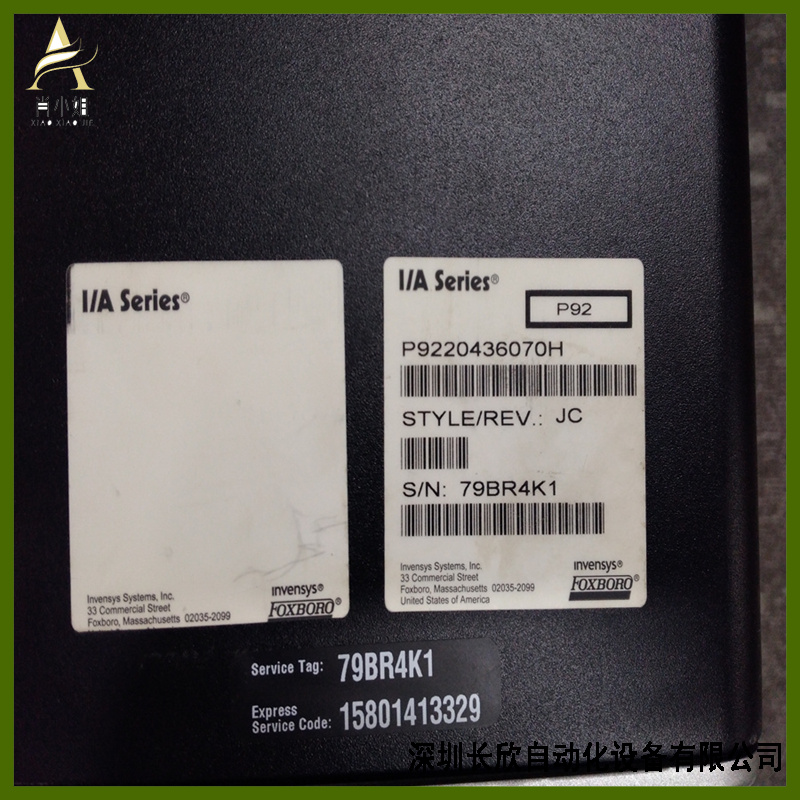 肖小姐
XIAO XIAO JIE
I/A Series®
Invensys Systems, Inc.
33 Commercial Street
Foxboro, Massachusetts 02035-2099
invensys®
FOXBORO®
I/A Series®
P92
P9220436070H
STYLE/REV.: JC
S/N: 79BR4K1
Invensys Systems, Inc.
33 Commercial Street
Foxboro, Massachusetts 02035-2099
United States of America
invensys®
FOXBORO®
Service Tag: 79BR4K1
Express
Service Code: 15801413329
深圳长欣自动化设备有限公司